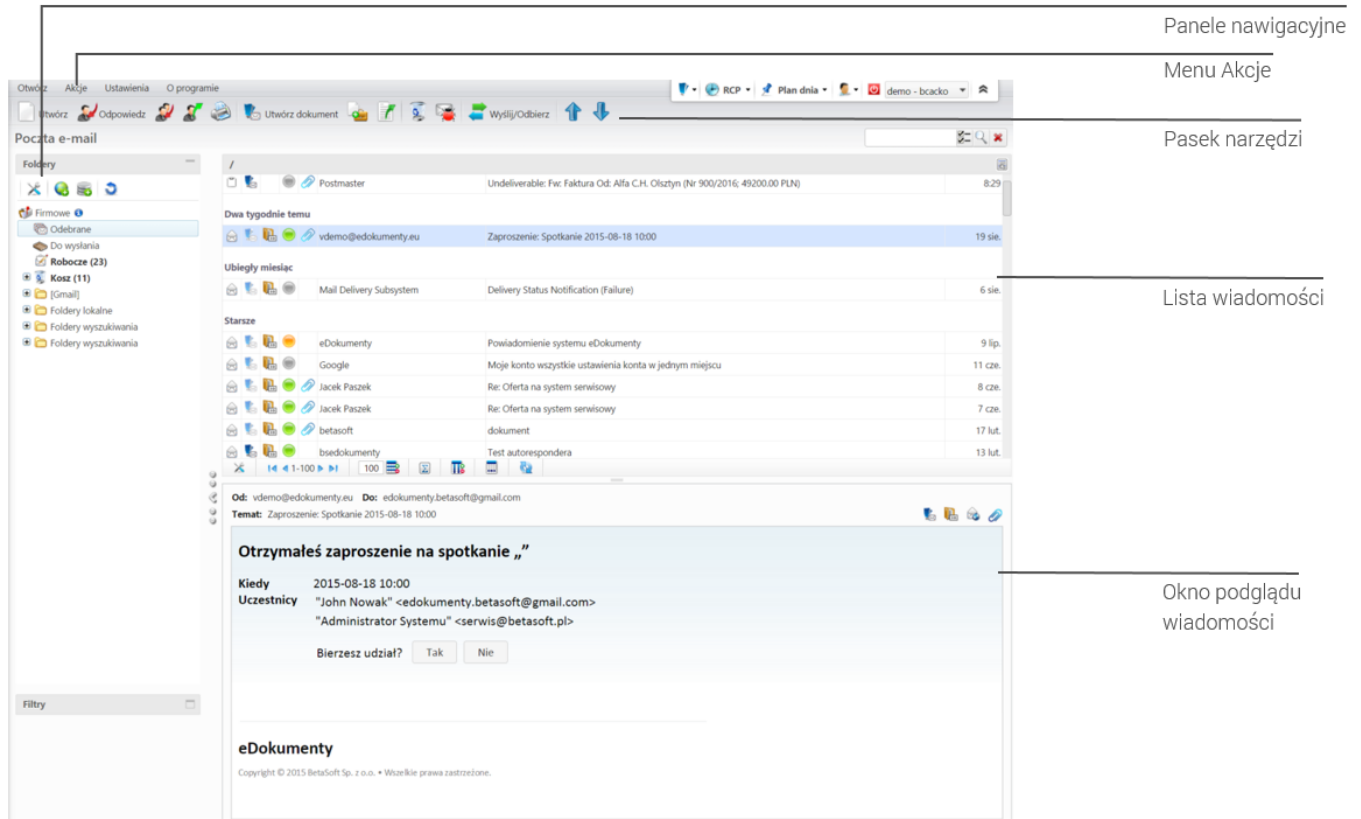 Panele nawigacyjne
Menu Akcje
Otwórz Akcje Ustawienia O programie
RCP Plan dnia demo - bcacko
Utwórz Odpowiedz Utwórz dokument Wyślij/Odbierz
Pasek narzędzi
Poczta e-mail
Foldery
/
Postmaster Undeliverable: Fw: Faktura Od: Alfa C.H. Olsztyn (Nr 900/2016; 49200.00 PLN) 8:29
Firmowe
Dwa tygodnie temu
Odebrane
vdemo@edokumenty.eu Zaproszenie: Spotkanie 2015-08-18 10:00 19 sie.
Do wysłania
Robocze (23)
Ubiegły miesiąc
Kosz (11)
[Gmail]
Mail Delivery Subsystem Delivery Status Notification (Failure) 6 sie.
Lista wiadomości
Foldery lokalne
Foldery wyszukiwania
Starsze
Foldery wyszukiwania
eDokumenty Powiadomienie systemu eDokumenty 9 lip.
Google Moje konto wszystkie ustawienia konta w jednym miejscu 11 cze.
Jacek Paszek Re: Oferta na system serwisowy 8 cze.
Jacek Paszek Re: Oferta na system serwisowy 7 cze.
betasoft dokument 17 lut.
bsedokumenty Test autorespondera 13 lut.
1-100 100
Od: vdemo@edokumenty.eu Do: edokumenty.betasoft@gmail.com
Temat: Zaproszenie: Spotkanie 2015-08-18 10:00
Otrzymałeś zaproszenie na spotkanie „”
Kiedy 2015-08-18 10:00
Uczestnicy "John Nowak" <edokumenty.betasoft@gmail.com>
"Administrator Systemu" <serwis@betasoft.pl>
Okno podglądu
wiadomości
Bierzesz udział? Tak Nie
Filtry
eDokumenty
Copyright © 2015 BetaSoft Sp. z o.o. • Wszelkie prawa zastrzeżone.